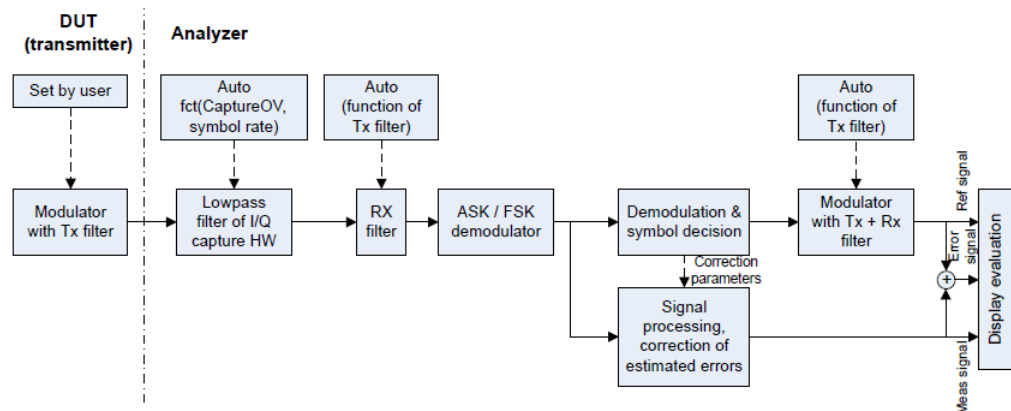 DUT
(transmitter)
Analyzer
Set by user
Auto
fct(CaptureOV,
symbol rate)
Auto
(function of
Tx filter)
Auto
(function of
Tx filter)
Modulator
with Tx filter
Lowpass
filter of I/Q
capture HW
RX
filter
ASK / FSK
demodulator
Demodulation &
symbol decision
Modulator
with Tx + Rx
filter
Ref signal
Error
signal
+
Correction
parameters
Signal
processing,
correction of
estimated errors
Meas signal
Display evaluation